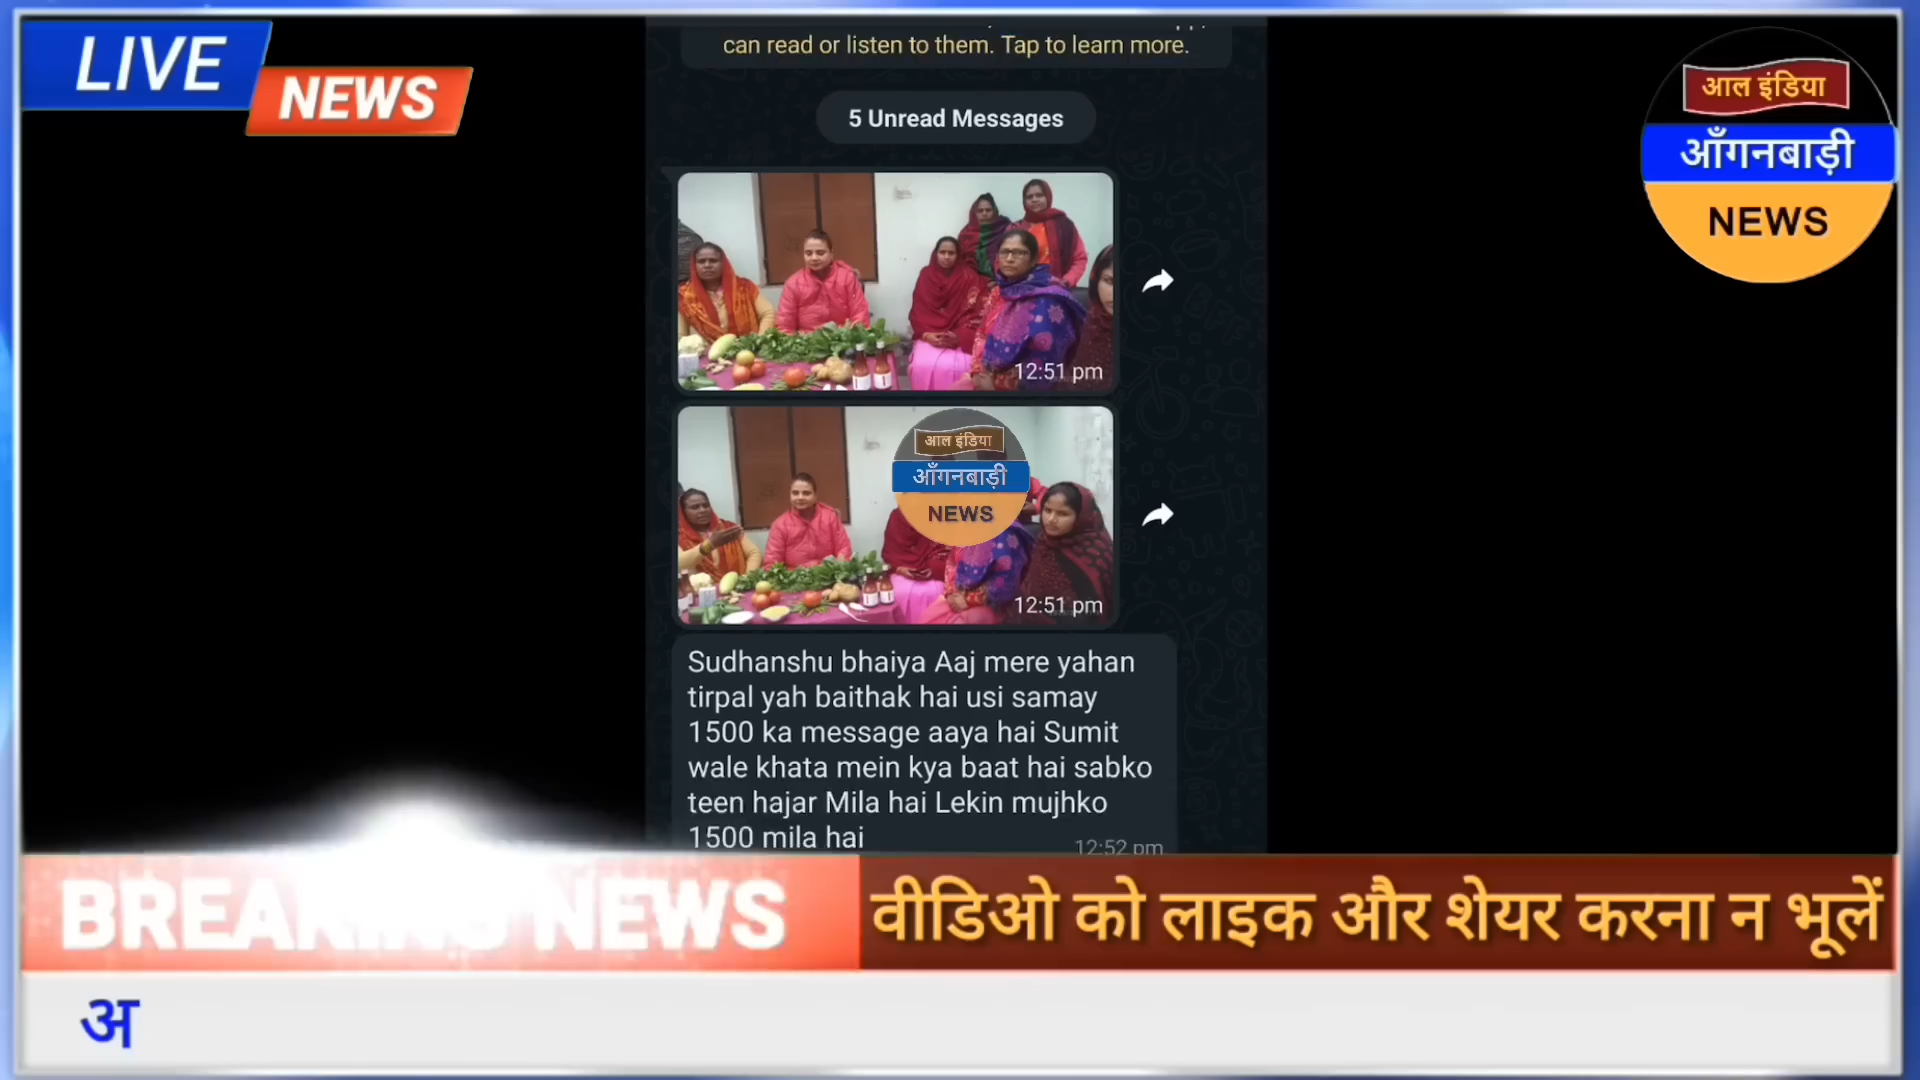 LIVE
NEWS
can read or listen to them. Tap to learn more.
5 Unread Messages
आल इंडिया
आँगनबाड़ी
NEWS
12:51 pm
आल इंडिया
आँगनबाड़ी
NEWS
12:51 pm
Sudhanshu bhaiya Aaj mere yahan
tirpal yah baithak hai usi samay
1500 ka message aaya hai Sumit
wale khata mein kya baat hai sabko
teen hajar Mila hai Lekin mujhko
1500 mila hai
12:52 pm
BREAKING NEWS
वीडिओ को लाइक और शेयर करना न भूलें
अ